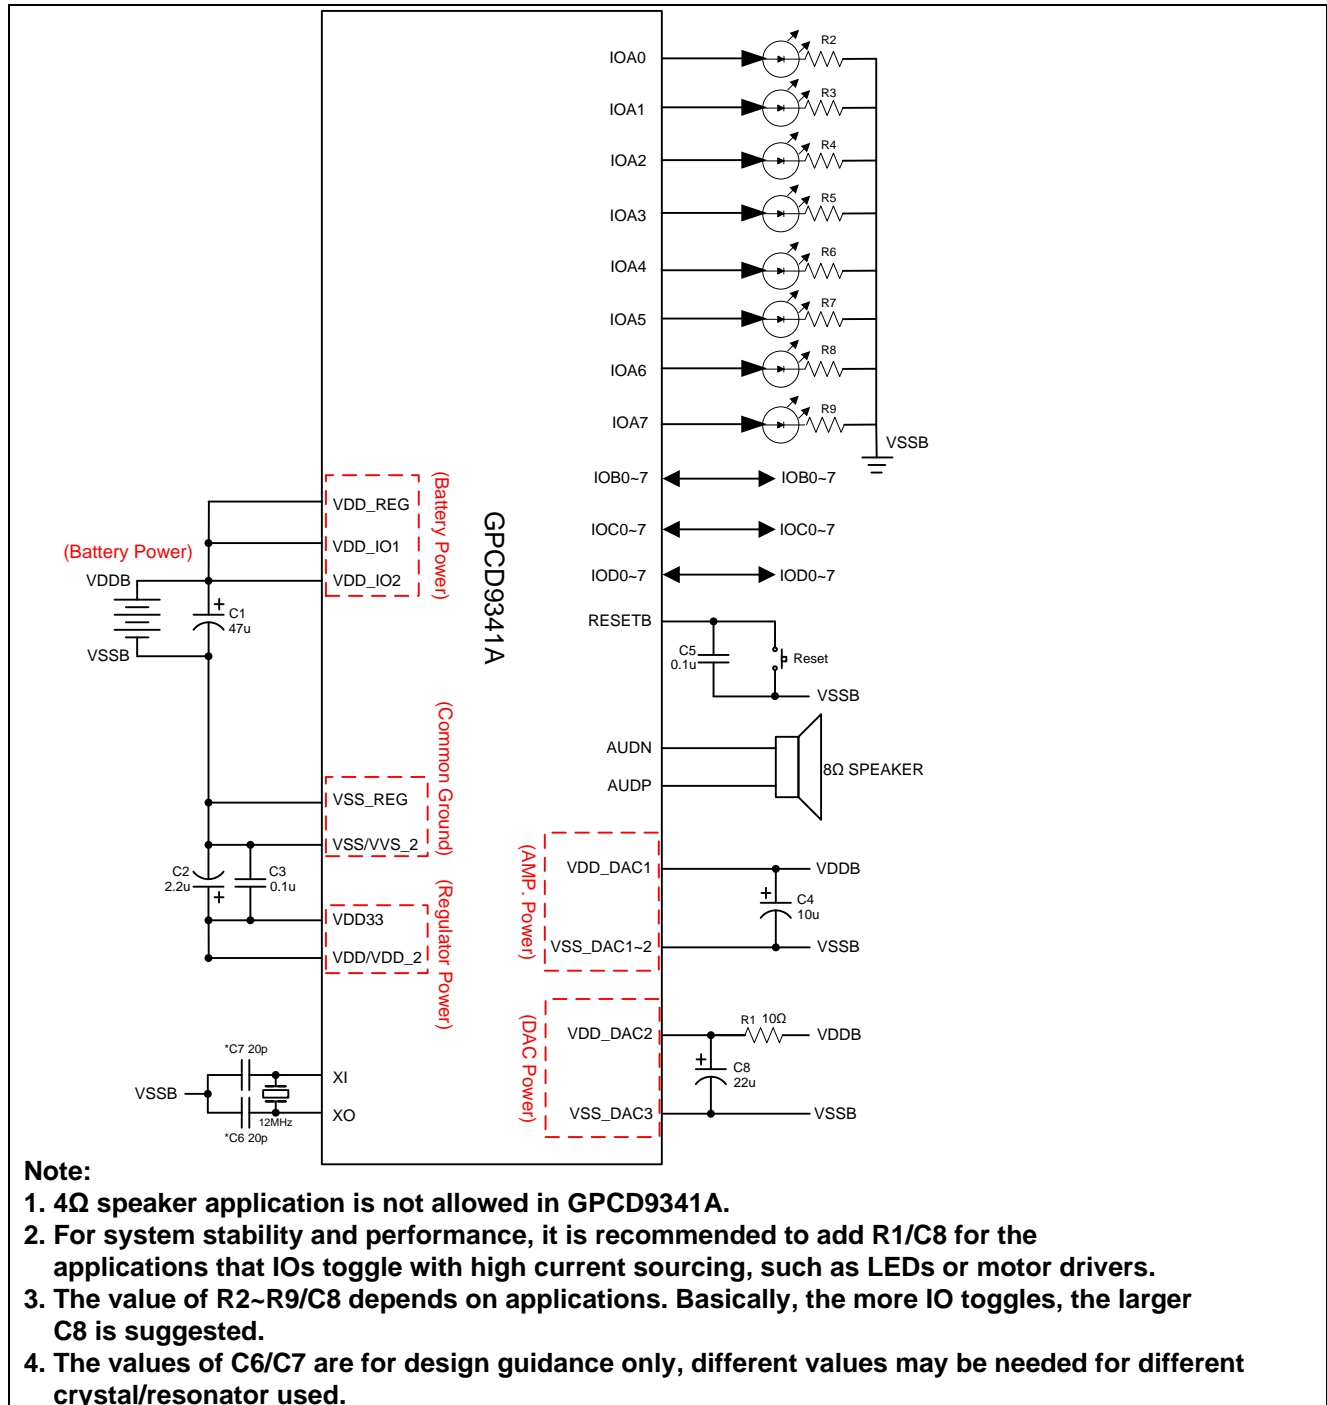 IOA0
R2
IOA1
R3
IOA2
R4
IOA3
R5
IOA4
R6
IOA5
R7
IOA6
R8
IOA7
R9
VSSB
IOB0~7
IOB0~7
IOC0~7
IOC0~7
IOD0~7
IOD0~7
RESETB
C5
0.1u
Reset
VSSB
AUDN
AUDP
8Ω SPEAKER
(AMP. Power)
VDD_DAC1
VDDB
C4
10u
VSS_DAC1~2
VSSB
(DAC Power)
VDD_DAC2
R1 10Ω
VDDB
C8
22u
VSS_DAC3
VSSB
GPCD9341A
(Battery Power)
VDD_REG
VDD_IO1
VDD_IO2
(Battery Power)
VDDB
C1
47u
VSSB
(Common Ground)
VSS_REG
VSS/VVS_2
C2
2.2u
C3
0.1u
(Regulator Power)
VDD33
VDD/VDD_2
*C7 20p
XI
VSSB
12MHz
XO
*C6 20p
Note:
1. 4Ω speaker application is not allowed in GPCD9341A.
2. For system stability and performance, it is recommended to add R1/C8 for the
applications that IOs toggle with high current sourcing, such as LEDs or motor drivers.
3. The value of R2~R9/C8 depends on applications. Basically, the more IO toggles, the larger
C8 is suggested.
4. The values of C6/C7 are for design guidance only, different values may be needed for different
crystal/resonator used.